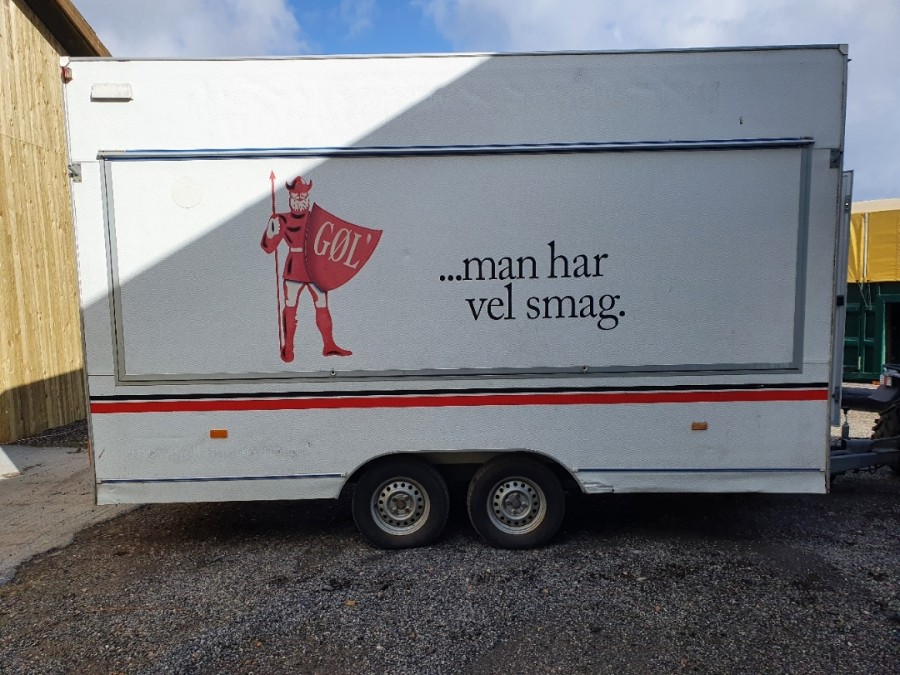 GØL'
...man har
vel smag.